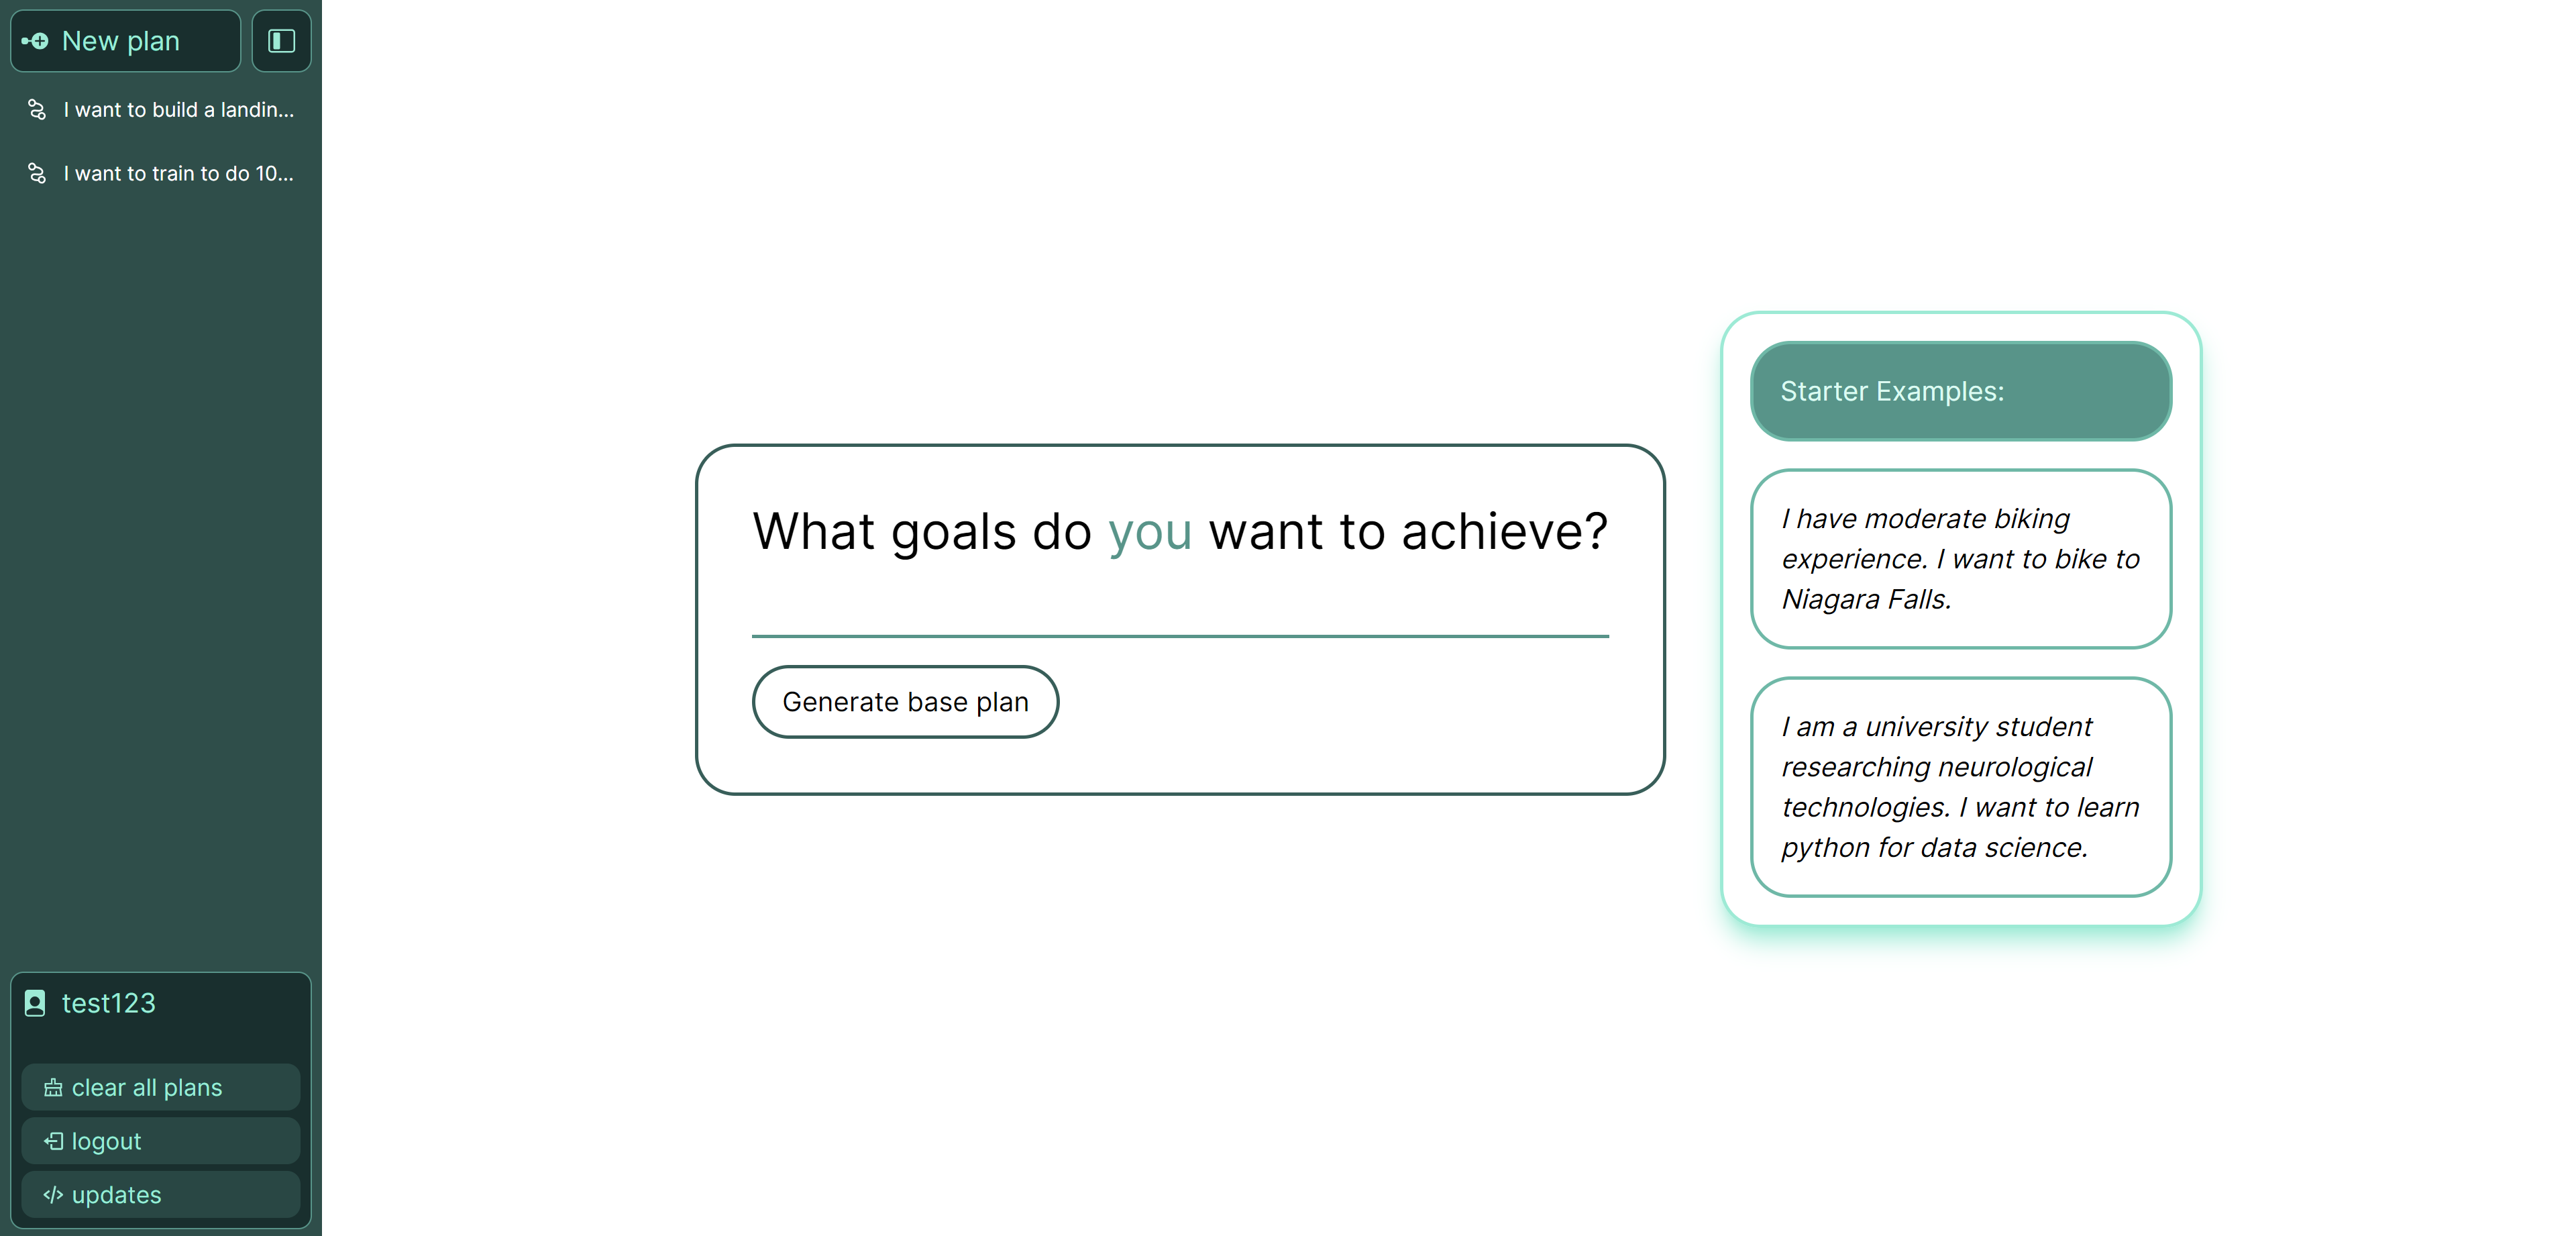 New plan
I want to build a landin...
I want to train to do 10...
test123
clear all plans
logout
updates
What goals do you want to achieve?
Generate base plan
Starter Examples:
I have moderate biking
experience. I want to bike to
Niagara Falls.
I am a university student
researching neurological
technologies. I want to learn
python for data science.